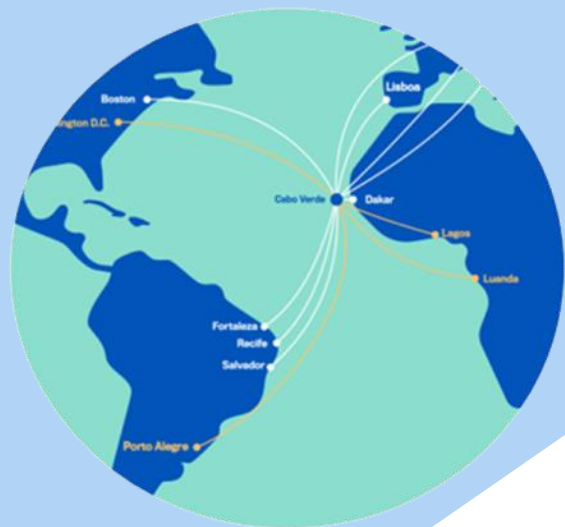 Lisboa
Boston
ington D.C.
Cabo Verde
Dakar
Lagos
Luanda
Fortaleza
Recife
Salvador
Porto Alegre